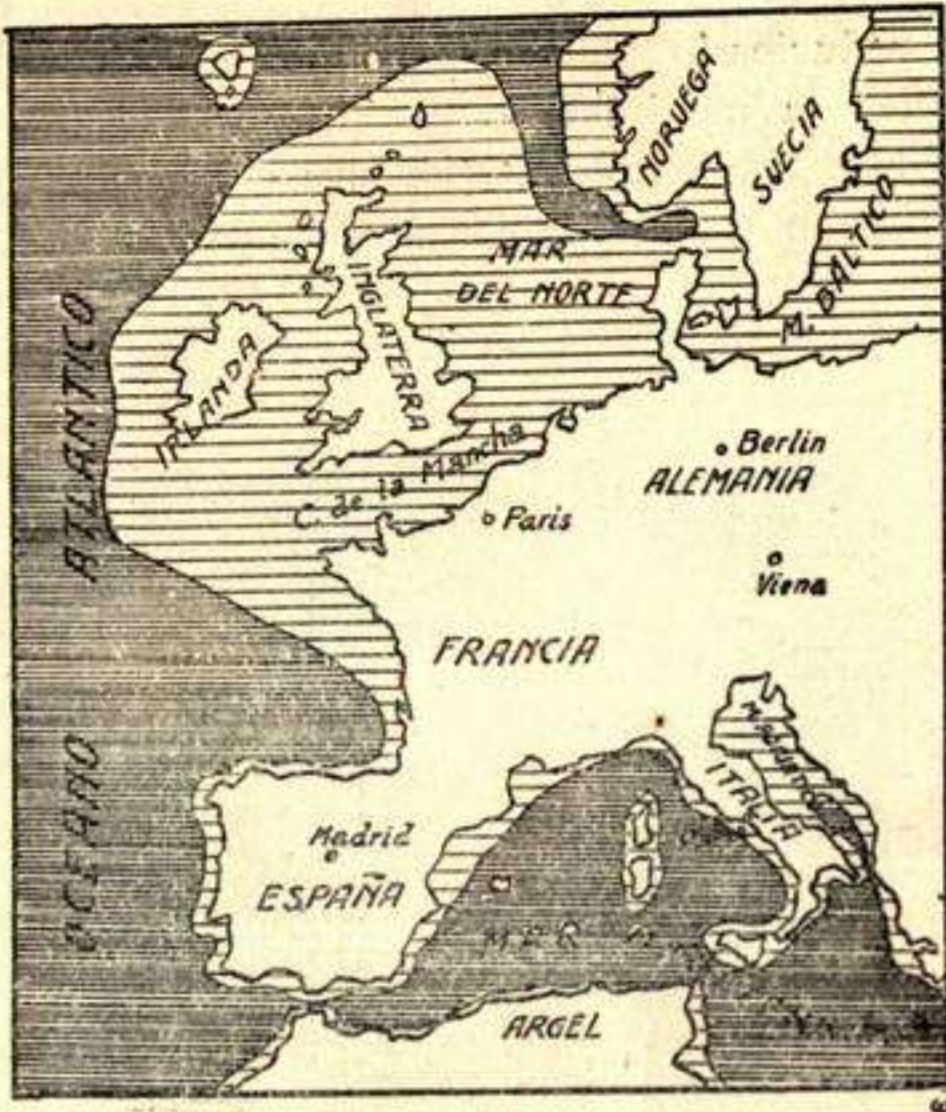 NORUEGA
SUECIA
MAR
DEL NORTE
M. BALTICO
INGLATERRA
IRLANDA
OCEANO ATLANTICO
C. de la Mancha
Berlin
ALEMANIA
Paris
Viena
FRANCIA
ITALIA
Madrid
ESPAÑA
ARGEL